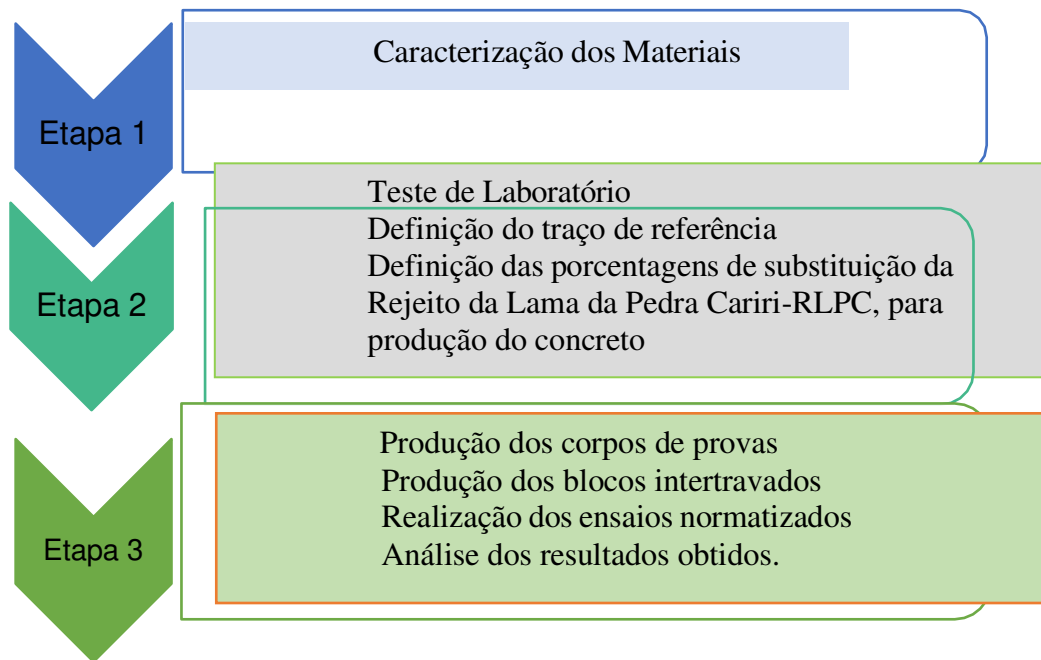 Caracterização dos Materiais
Etapa 1
Teste de Laboratório
Definição do traço de referência
Definição das porcentagens de substituição da
Rejeito da Lama da Pedra Cariri-RLPC, para
produção do concreto
Etapa 2
Produção dos corpos de provas
Produção dos blocos intertravados
Realização dos ensaios normatizados
Análise dos resultados obtidos.
Etapa 3